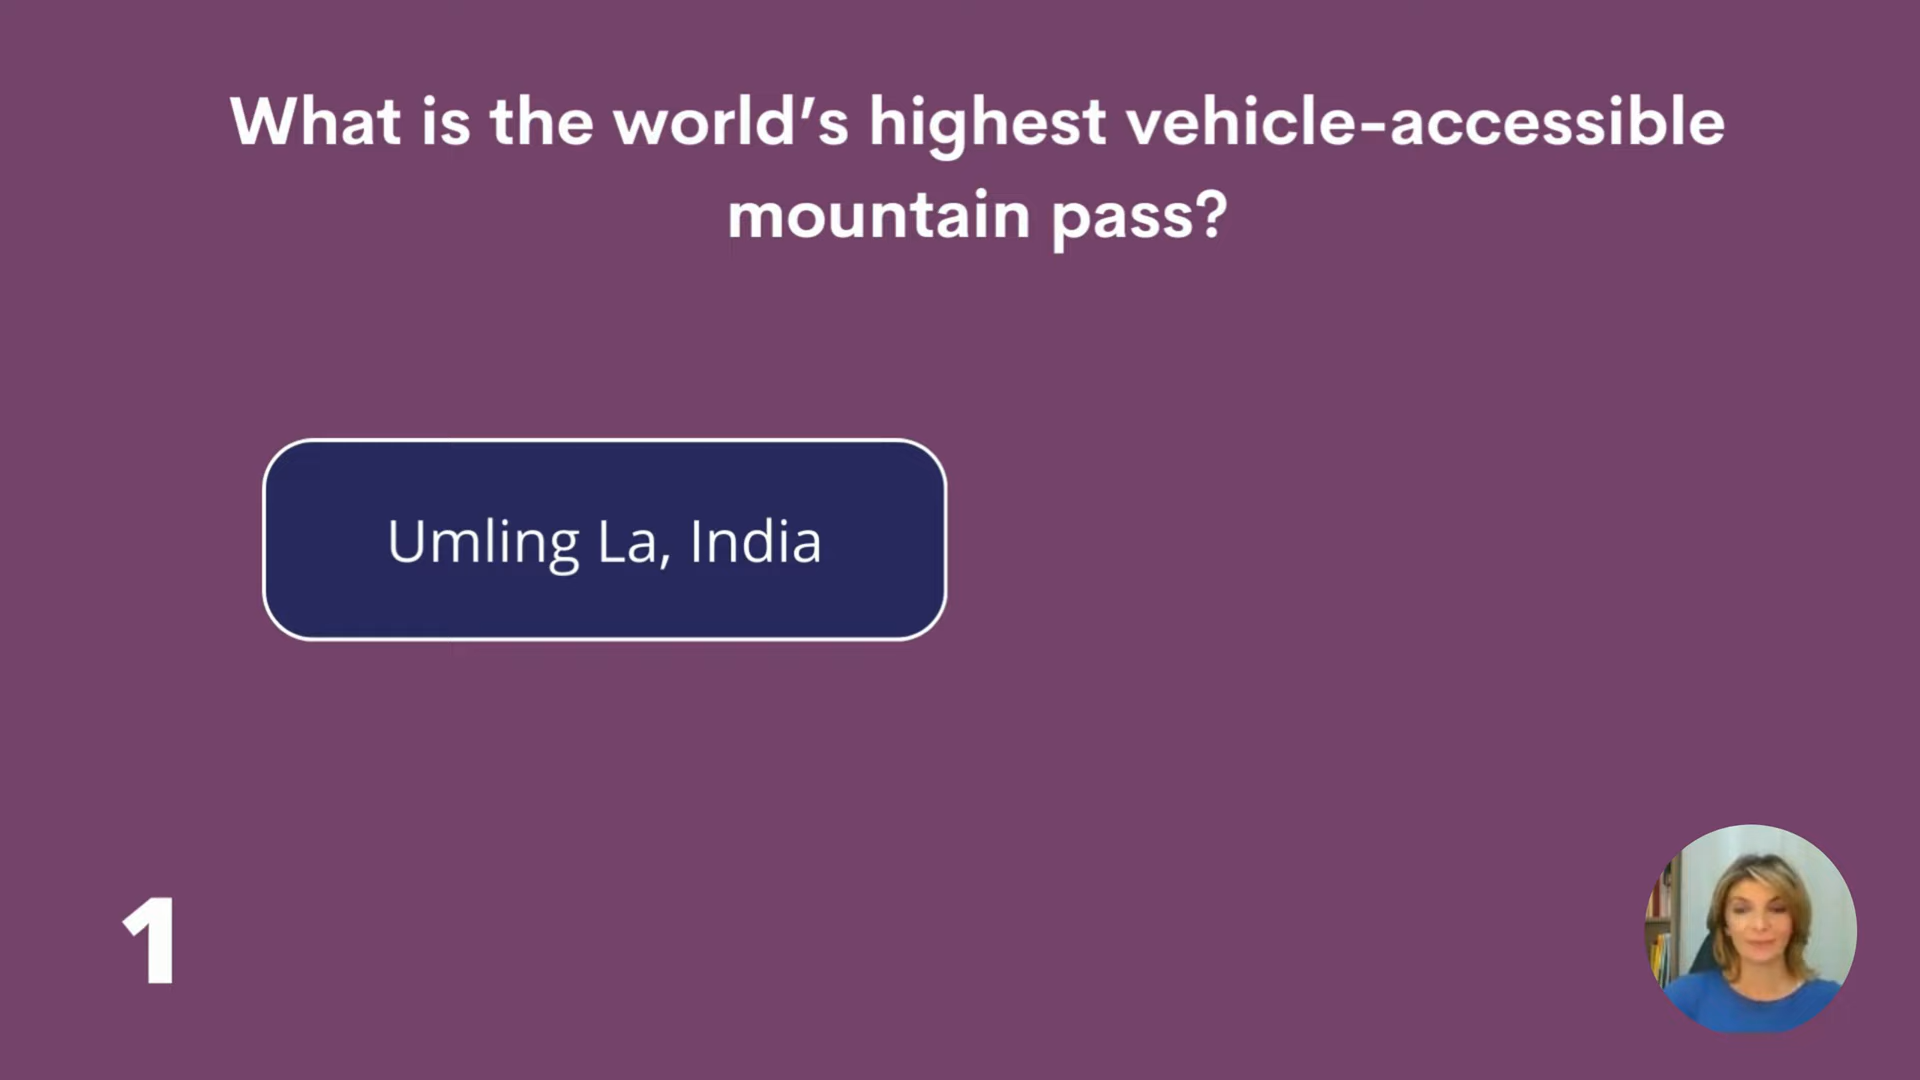 What is the world’s highest vehicle-accessible
mountain pass?
Umling La, India
1